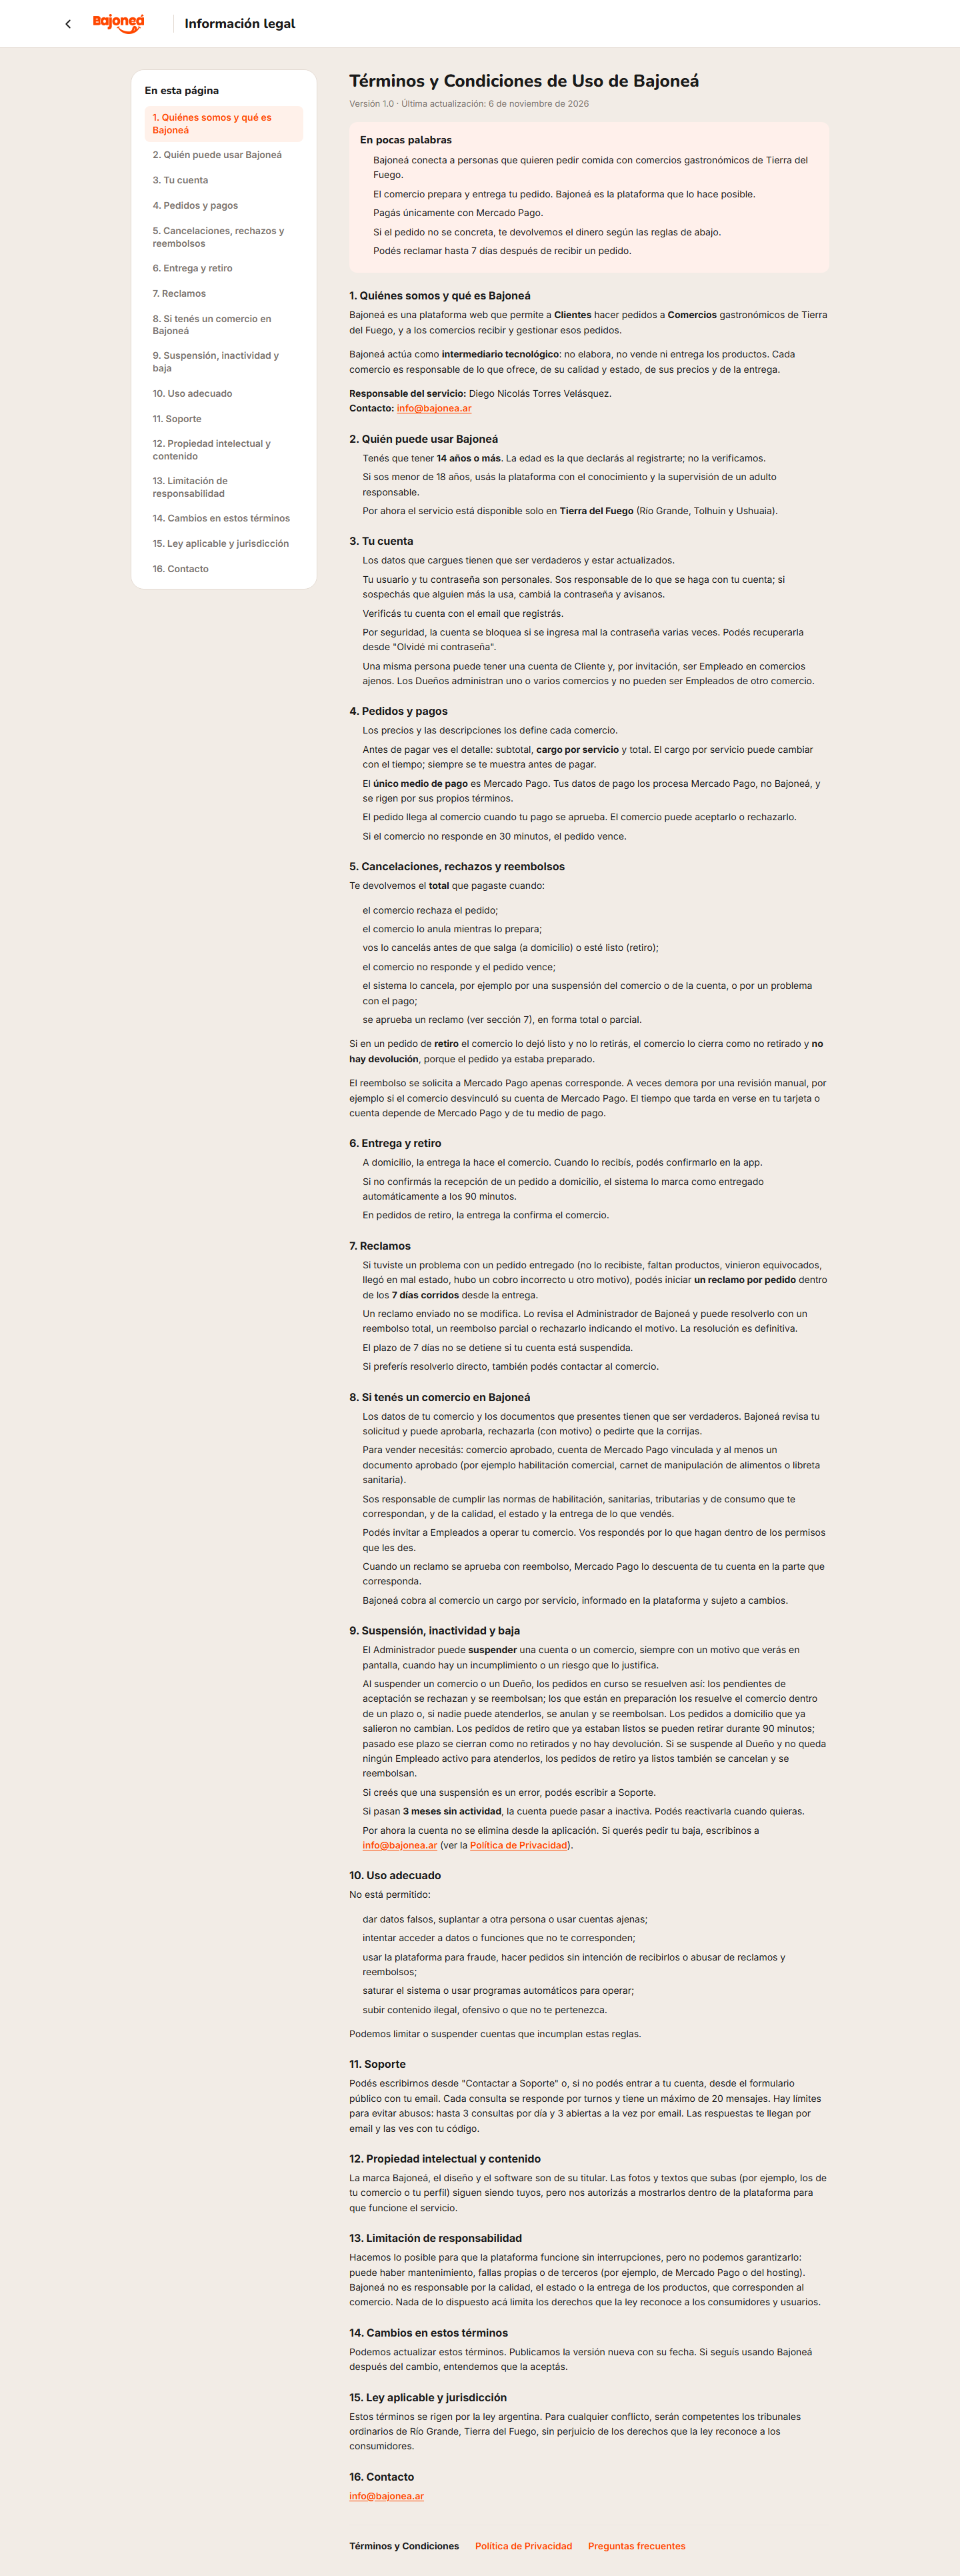 Bajoneá
Información legal
En esta página
1. Quiénes somos y qué es
Bajoneá
2. Quién puede usar Bajoneá
3. Tu cuenta
4. Pedidos y pagos
5. Cancelaciones, rechazos y
reembolsos
6. Entrega y retiro
7. Reclamos
8. Si tenés un comercio en
Bajoneá
9. Suspensión, inactividad y
baja
10. Uso adecuado
11. Soporte
12. Propiedad intelectual y
contenido
13. Limitación de
responsabilidad
14. Cambios en estos términos
15. Ley aplicable y jurisdicción
16. Contacto
Términos y Condiciones de Uso de Bajoneá
Versión 1.0 · Última actualización: 6 de noviembre de 2026
En pocas palabras
Bajoneá conecta a personas que quieren pedir comida con comercios gastronómicos de Tierra del
Fuego.
El comercio prepara y entrega tu pedido. Bajoneá es la plataforma que lo hace posible.
Pagás únicamente con Mercado Pago.
Si el pedido no se concreta, te devolvemos el dinero según las reglas de abajo.
Podés reclamar hasta 7 días después de recibir un pedido.
1. Quiénes somos y qué es Bajoneá
Bajoneá es una plataforma web que permite a Clientes hacer pedidos a Comercios gastronómicos de Tierra
del Fuego, y a los comercios recibir y gestionar esos pedidos.
Bajoneá actúa como intermediario tecnológico: no elabora, no vende ni entrega los productos. Cada
comercio es responsable de lo que ofrece, de su calidad y estado, de sus precios y de la entrega.
Responsable del servicio: Diego Nicolás Torres Velásquez.
Contacto: info@bajonea.ar
2. Quién puede usar Bajoneá
Tenés que tener 14 años o más. La edad es la que declarás al registrarte; no la verificamos.
Si sos menor de 18 años, usás la plataforma con el conocimiento y la supervisión de un adulto
responsable.
Por ahora el servicio está disponible solo en Tierra del Fuego (Río Grande, Tolhuin y Ushuaia).
3. Tu cuenta
Los datos que cargues tienen que ser verdaderos y estar actualizados.
Tu usuario y tu contraseña son personales. Sos responsable de lo que se haga con tu cuenta; si
sospechás que alguien más la usa, cambiá la contraseña y avisanos.
Verificás tu cuenta con el email que registrás.
Por seguridad, la cuenta se bloquea si se ingresa mal la contraseña varias veces. Podés recuperarla
desde "Olvidé mi contraseña".
Una misma persona puede tener una cuenta de Cliente y, por invitación, ser Empleado en comercios
ajenos. Los Dueños administran uno o varios comercios y no pueden ser Empleados de otro comercio.
4. Pedidos y pagos
Los precios y las descripciones los define cada comercio.
Antes de pagar ves el detalle: subtotal, cargo por servicio y total. El cargo por servicio puede cambiar
con el tiempo; siempre se te muestra antes de pagar.
El único medio de pago es Mercado Pago. Tus datos de pago los procesa Mercado Pago, no Bajoneá, y
se rigen por sus propios términos.
El pedido llega al comercio cuando tu pago se aprueba. El comercio puede aceptarlo o rechazarlo.
Si el comercio no responde en 30 minutos, el pedido vence.
5. Cancelaciones, rechazos y reembolsos
Te devolvemos el total que pagaste cuando:
el comercio rechaza el pedido;
el comercio lo anula mientras lo prepara;
vos lo cancelás antes de que salga (a domicilio) o esté listo (retiro);
el comercio no responde y el pedido vence;
el sistema lo cancela, por ejemplo por una suspensión del comercio o de la cuenta, o por un problema
con el pago;
se aprueba un reclamo (ver sección 7), en forma total o parcial.
Si en un pedido de retiro el comercio lo dejó listo y no lo retirás, el comercio lo cierra como no retirado y no
hay devolución, porque el pedido ya estaba preparado.
El reembolso se solicita a Mercado Pago apenas corresponde. A veces demora por una revisión manual, por
ejemplo si el comercio desvinculó su cuenta de Mercado Pago. El tiempo que tarda en verse en tu tarjeta o
cuenta depende de Mercado Pago y de tu medio de pago.
6. Entrega y retiro
A domicilio, la entrega la hace el comercio. Cuando lo recibís, podés confirmarlo en la app.
Si no confirmás la recepción de un pedido a domicilio, el sistema lo marca como entregado
automáticamente a los 90 minutos.
En pedidos de retiro, la entrega la confirma el comercio.
7. Reclamos
Si tuviste un problema con un pedido entregado (no lo recibiste, faltan productos, vinieron equivocados,
llegó en mal estado, hubo un cobro incorrecto u otro motivo), podés iniciar un reclamo por pedido dentro
de los 7 días corridos desde la entrega.
Un reclamo enviado no se modifica. Lo revisa el Administrador de Bajoneá y puede resolverlo con un
reembolso total, un reembolso parcial o rechazarlo indicando el motivo. La resolución es definitiva.
El plazo de 7 días no se detiene si tu cuenta está suspendida.
Si preferís resolverlo directo, también podés contactar al comercio.
8. Si tenés un comercio en Bajoneá
Los datos de tu comercio y los documentos que presentes tienen que ser verdaderos. Bajoneá revisa tu
solicitud y puede aprobarla, rechazarla (con motivo) o pedirte que la corrijas.
Para vender necesitás: comercio aprobado, cuenta de Mercado Pago vinculada y al menos un
documento aprobado (por ejemplo habilitación comercial, carnet de manipulación de alimentos o libreta
sanitaria).
Sos responsable de cumplir las normas de habilitación, sanitarias, tributarias y de consumo que te
correspondan, y de la calidad, el estado y la entrega de lo que vendés.
Podés invitar a Empleados a operar tu comercio. Vos respondés por lo que hagan dentro de los permisos
que les des.
Cuando un reclamo se aprueba con reembolso, Mercado Pago lo descuenta de tu cuenta en la parte que
corresponda.
Bajoneá cobra al comercio un cargo por servicio, informado en la plataforma y sujeto a cambios.
9. Suspensión, inactividad y baja
El Administrador puede suspender una cuenta o un comercio, siempre con un motivo que verás en
pantalla, cuando hay un incumplimiento o un riesgo que lo justifica.
Al suspender un comercio o un Dueño, los pedidos en curso se resuelven así: los pendientes de
aceptación se rechazan y se reembolsan; los que están en preparación los resuelve el comercio dentro
de un plazo o, si nadie puede atenderlos, se anulan y se reembolsan. Los pedidos a domicilio que ya
salieron no cambian. Los pedidos de retiro que ya estaban listos se pueden retirar durante 90 minutos;
pasado ese plazo se cierran como no retirados y no hay devolución. Si se suspende al Dueño y no queda
ningún Empleado activo para atenderlos, los pedidos de retiro ya listos también se cancelan y se
reembolsan.
Si creés que una suspensión es un error, podés escribir a Soporte.
Si pasan 3 meses sin actividad, la cuenta puede pasar a inactiva. Podés reactivarla cuando quieras.
Por ahora la cuenta no se elimina desde la aplicación. Si querés pedir tu baja, escribinos a
info@bajonea.ar (ver la Política de Privacidad).
10. Uso adecuado
No está permitido:
dar datos falsos, suplantar a otra persona o usar cuentas ajenas;
intentar acceder a datos o funciones que no te corresponden;
usar la plataforma para fraude, hacer pedidos sin intención de recibirlos o abusar de reclamos y
reembolsos;
saturar el sistema o usar programas automáticos para operar;
subir contenido ilegal, ofensivo o que no te pertenezca.
Podemos limitar o suspender cuentas que incumplan estas reglas.
11. Soporte
Podés escribirnos desde "Contactar a Soporte" o, si no podés entrar a tu cuenta, desde el formulario
público con tu email. Cada consulta se responde por turnos y tiene un máximo de 20 mensajes. Hay límites
para evitar abusos: hasta 3 consultas por día y 3 abiertas a la vez por email. Las respuestas te llegan por
email y las ves con tu código.
12. Propiedad intelectual y contenido
La marca Bajoneá, el diseño y el software son de su titular. Las fotos y textos que subas (por ejemplo, los de
tu comercio o tu perfil) siguen siendo tuyos, pero nos autorizás a mostrarlos dentro de la plataforma para
que funcione el servicio.
13. Limitación de responsabilidad
Hacemos lo posible para que la plataforma funcione sin interrupciones, pero no podemos garantizarlo:
puede haber mantenimiento, fallas propias o de terceros (por ejemplo, de Mercado Pago o del hosting).
Bajoneá no es responsable por la calidad, el estado o la entrega de los productos, que corresponden al
comercio. Nada de lo dispuesto acá limita los derechos que la ley reconoce a los consumidores y usuarios.
14. Cambios en estos términos
Podemos actualizar estos términos. Publicamos la versión nueva con su fecha. Si seguís usando Bajoneá
después del cambio, entendemos que la aceptás.
15. Ley aplicable y jurisdicción
Estos términos se rigen por la ley argentina. Para cualquier conflicto, serán competentes los tribunales
ordinarios de Río Grande, Tierra del Fuego, sin perjuicio de los derechos que la ley reconoce a los
consumidores.
16. Contacto
info@bajonea.ar
Términos y Condiciones Política de Privacidad Preguntas frecuentes